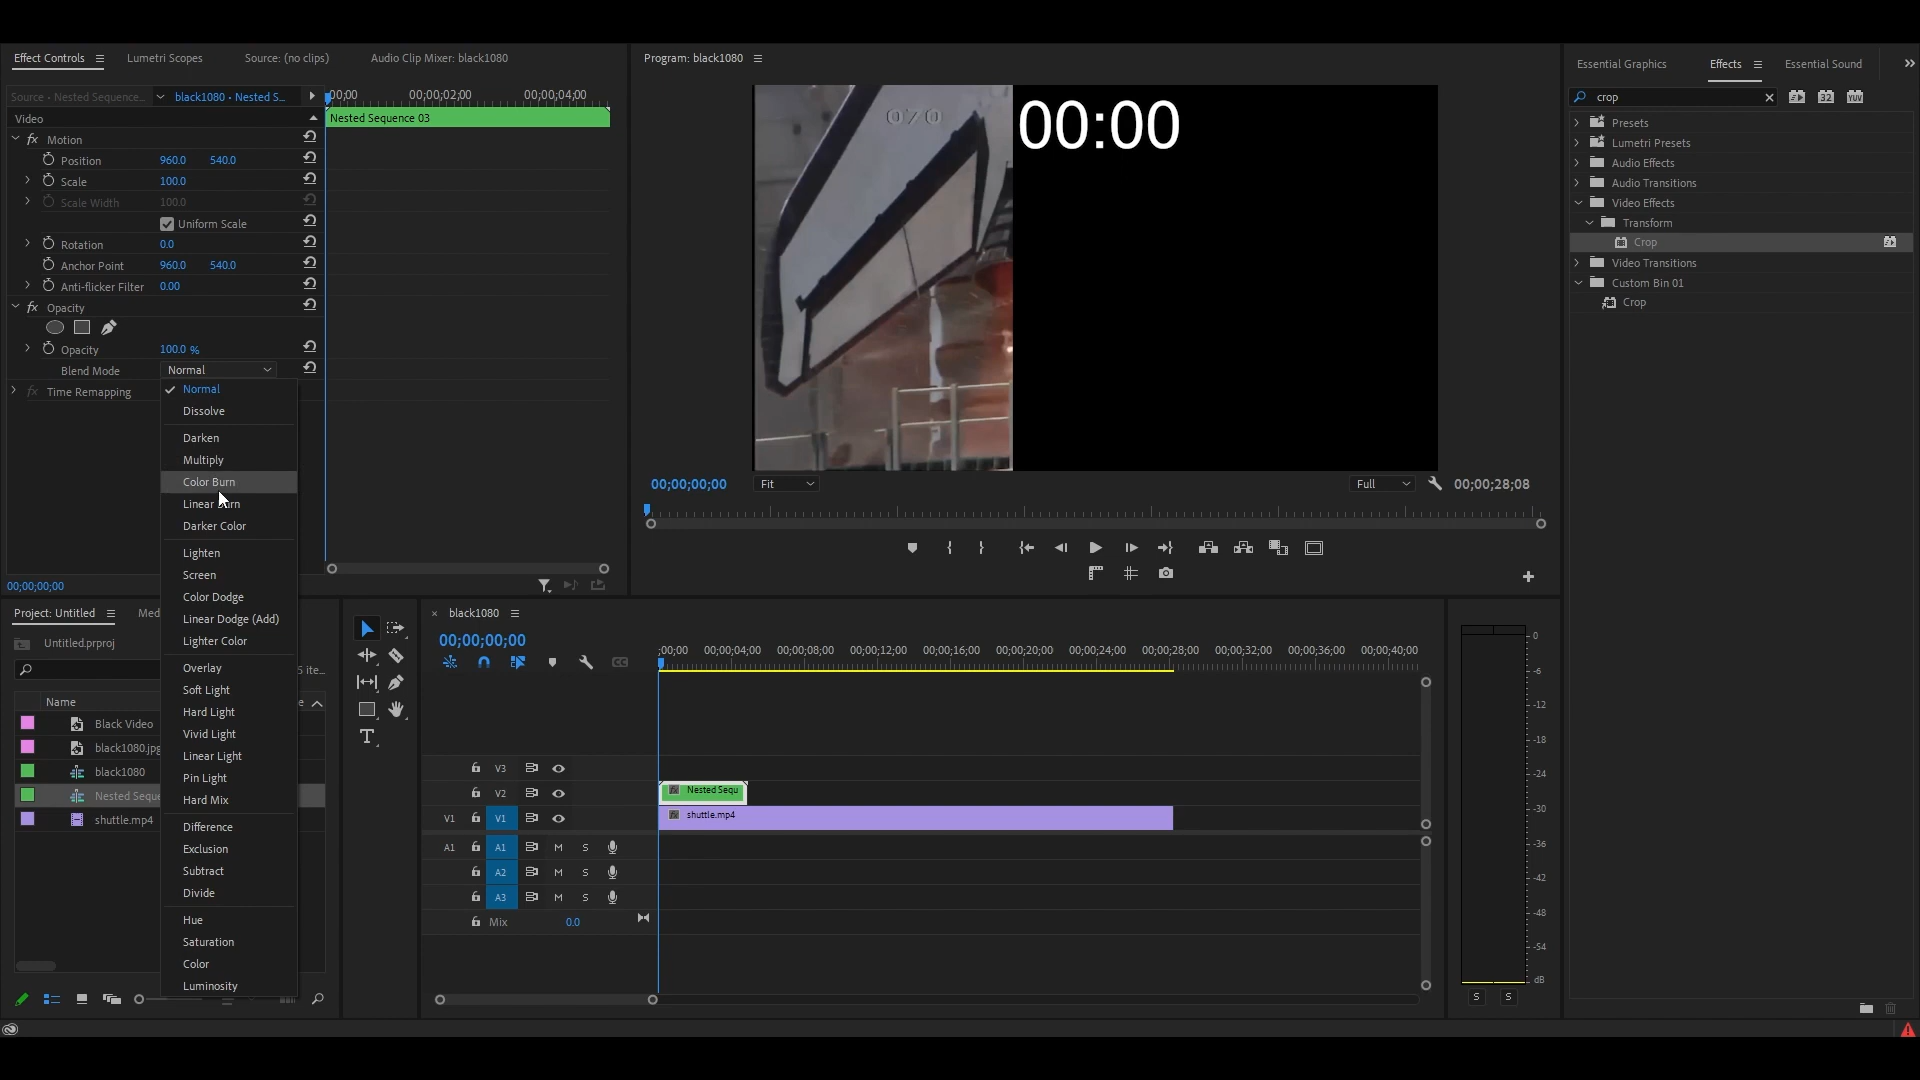 Effect Controls
Lumetri Scopes
Source: (no clips)
Audio Clip Mixer: black1080
Source • Nested Sequence...
black1080 • Nested S...
;00;00
00;00;02;00
00;00;04;00
Video
Nested Sequence 03
fx Motion
Position 960.0 540.0
Scale 100.0
Scale Width 100.0
Uniform Scale
Rotation 0.0
Anchor Point 960.0 540.0
Anti-flicker Filter 0.00
fx Opacity
Opacity 100.0 %
Blend Mode Normal
fx Time Remapping
Normal
Dissolve
Darken
Multiply
Color Burn
Linear Burn
Darker Color
Lighten
Screen
Color Dodge
Linear Dodge (Add)
Lighter Color
Overlay
Soft Light
Hard Light
Vivid Light
Linear Light
Pin Light
Hard Mix
Difference
Exclusion
Subtract
Divide
Hue
Saturation
Color
Luminosity
00;00;00;00
Program: black1080
070
00:00
00;00;00;00
Fit
Full
00;00;28;08
Essential Graphics
Effects
Essential Sound
crop
32
YUV
Presets
Lumetri Presets
Audio Effects
Audio Transitions
Video Effects
Transform
Crop
Video Transitions
Custom Bin 01
Crop
Project: Untitled
Med
Untitled.prproj
5 ite...
Name
e
Black Video
black1080.jpg
black1080
Nested Seque
shuttle.mp4
black1080
00;00;00;00
CC
;00;00
00;00;04;00
00;00;08;00
00;00;12;00
00;00;16;00
00;00;20;00
00;00;24;00
00;00;28;00
00;00;32;00
00;00;36;00
00;00;40;00
V3
V2
fx Nested Sequ
V1 V1
fx shuttle.mp4
A1 A1 M S
A2 M S
A3 M S
Mix 0.0
0
-6
-12
-18
-24
-30
-36
-42
-48
-54
dB
S S